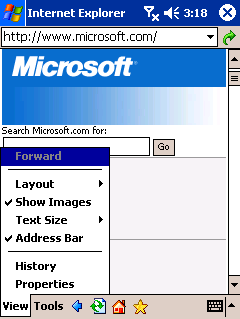 Internet Explorer 3:18
http://www.microsoft.com/
Microsoft
Search Microsoft.com for:
Go
Forward
Layout
Show Images
Text Size
Address Bar
History
Properties
View Tools